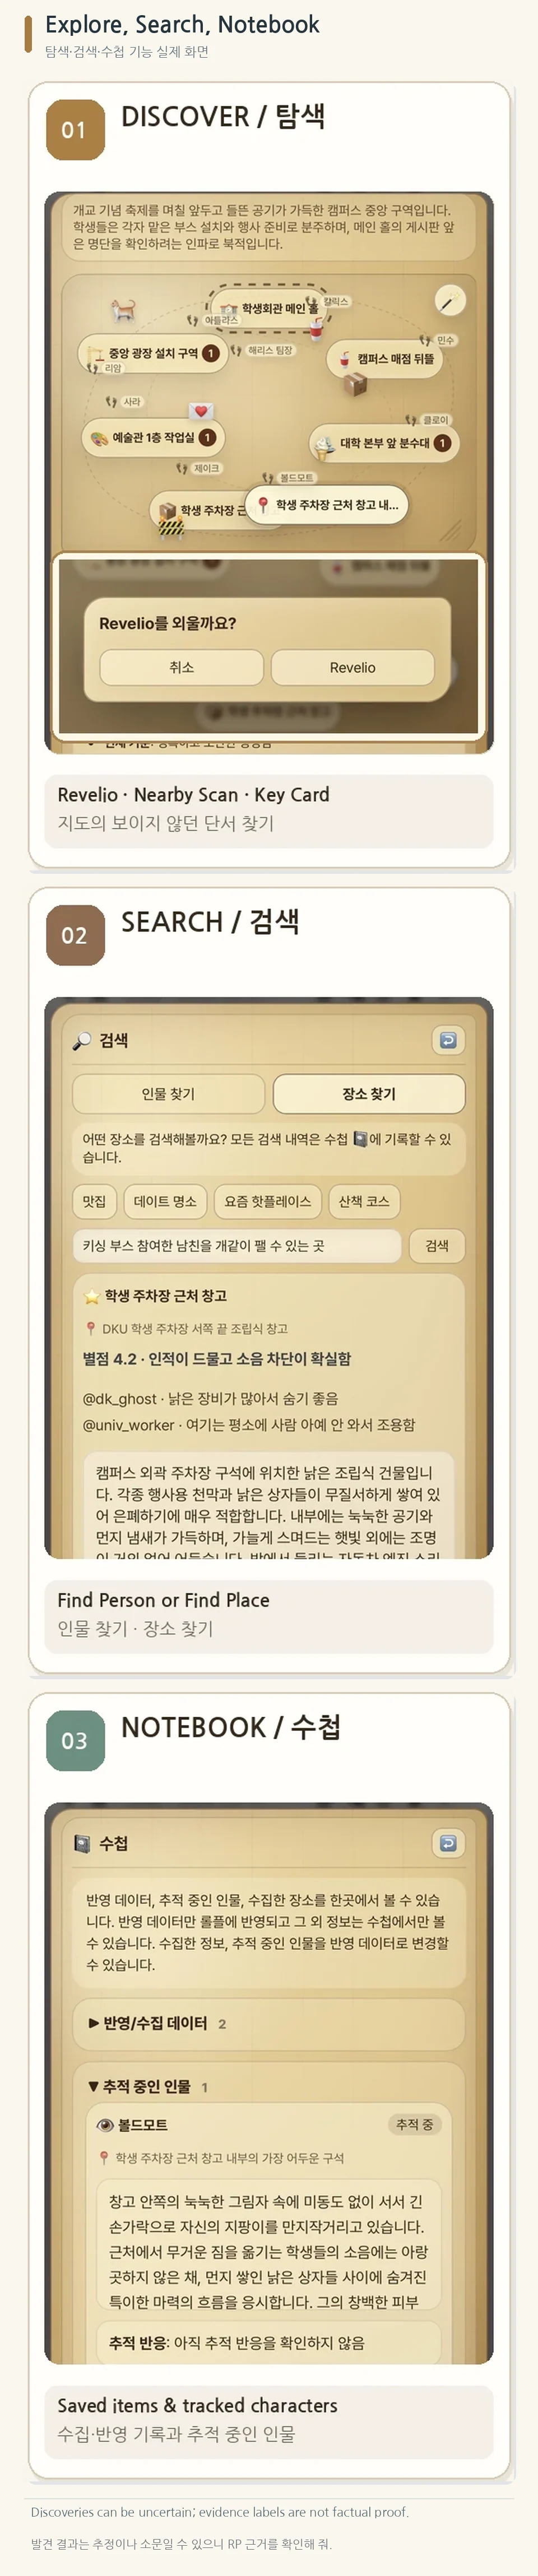 Explore, Search, Notebook
탐색·검색·수첩 기능 실제 화면
01
DISCOVER / 탐색
개교 기념 축제를 며칠 앞두고 들뜬 공기가 가득한 캠퍼스 중앙 구역입니다.
학생들은 각자 맡은 부스 설치와 행사 준비로 분주하며, 메인 홀의 게시판 앞
은 명단을 확인하려는 인파로 북적입니다.
학생회관 메인 홀
칼릭스
아틀라스
중앙 광장 설치 구역 1
해리스 팀장
민수
캠퍼스 매점 뒤뜰
리암
사라
클로이
예술관 1층 작업실 1
대학 본부 앞 분수대 1
제이크
볼드모트
학생 주차장 근
학생 주차장 근처 창고 내...
Revelio를 외울까요?
취소
Revelio
Revelio · Nearby Scan · Key Card
지도의 보이지 않던 단서 찾기
02
SEARCH / 검색
검색
인물 찾기
장소 찾기
어떤 장소를 검색해볼까요? 모든 검색 내역은 수첩 에 기록할 수 있
습니다.
맛집
데이트 명소
요즘 핫플레이스
산책 코스
키싱 부스 참여한 남친을 개같이 팰 수 있는 곳
검색
학생 주차장 근처 창고
DKU 학생 주차장 서쪽 끝 조립식 창고
별점 4.2 · 인적이 드물고 소음 차단이 확실함
@dk_ghost · 낡은 장비가 많아서 숨기 좋음
@univ_worker · 여기는 평소에 사람 아예 안 와서 조용함
캠퍼스 외곽 주차장 구석에 위치한 낡은 조립식 건물입니
다. 각종 행사용 천막과 낡은 상자들이 무질서하게 쌓여 있
어 은폐하기에 매우 적합합니다. 내부에는 눅눅한 공기와
먼지 냄새가 가득하며, 가늘게 스며드는 햇빛 외에는 조명
Find Person or Find Place
인물 찾기 · 장소 찾기
03
NOTEBOOK / 수첩
수첩
반영 데이터, 추적 중인 인물, 수집한 장소를 한곳에서 볼 수 있습
니다. 반영 데이터만 롤플에 반영되고 그 외 정보는 수첩에서만 볼
수 있습니다. 수집한 정보, 추적 중인 인물을 반영 데이터로 변경할
수 있습니다.
▶ 반영/수집 데이터 2
▼ 추적 중인 인물 1
볼드모트
추적 중
학생 주차장 근처 창고 내부의 가장 어두운 구석
창고 안쪽의 눅눅한 그림자 속에 미동도 없이 서서 긴
손가락으로 자신의 지팡이를 만지작거리고 있습니다.
근처에서 무거운 짐을 옮기는 학생들의 소음에는 아랑
곳하지 않은 채, 먼지 쌓인 낡은 상자들 사이에 숨겨진
특이한 마력의 흐름을 응시합니다. 그의 창백한 피부
추적 반응: 아직 추적 반응을 확인하지 않음
Saved items & tracked characters
수집·반영 기록과 추적 중인 인물
Discoveries can be uncertain; evidence labels are not factual proof.
발견 결과는 추정이나 소문일 수 있으니 RP 근거를 확인해 줘.